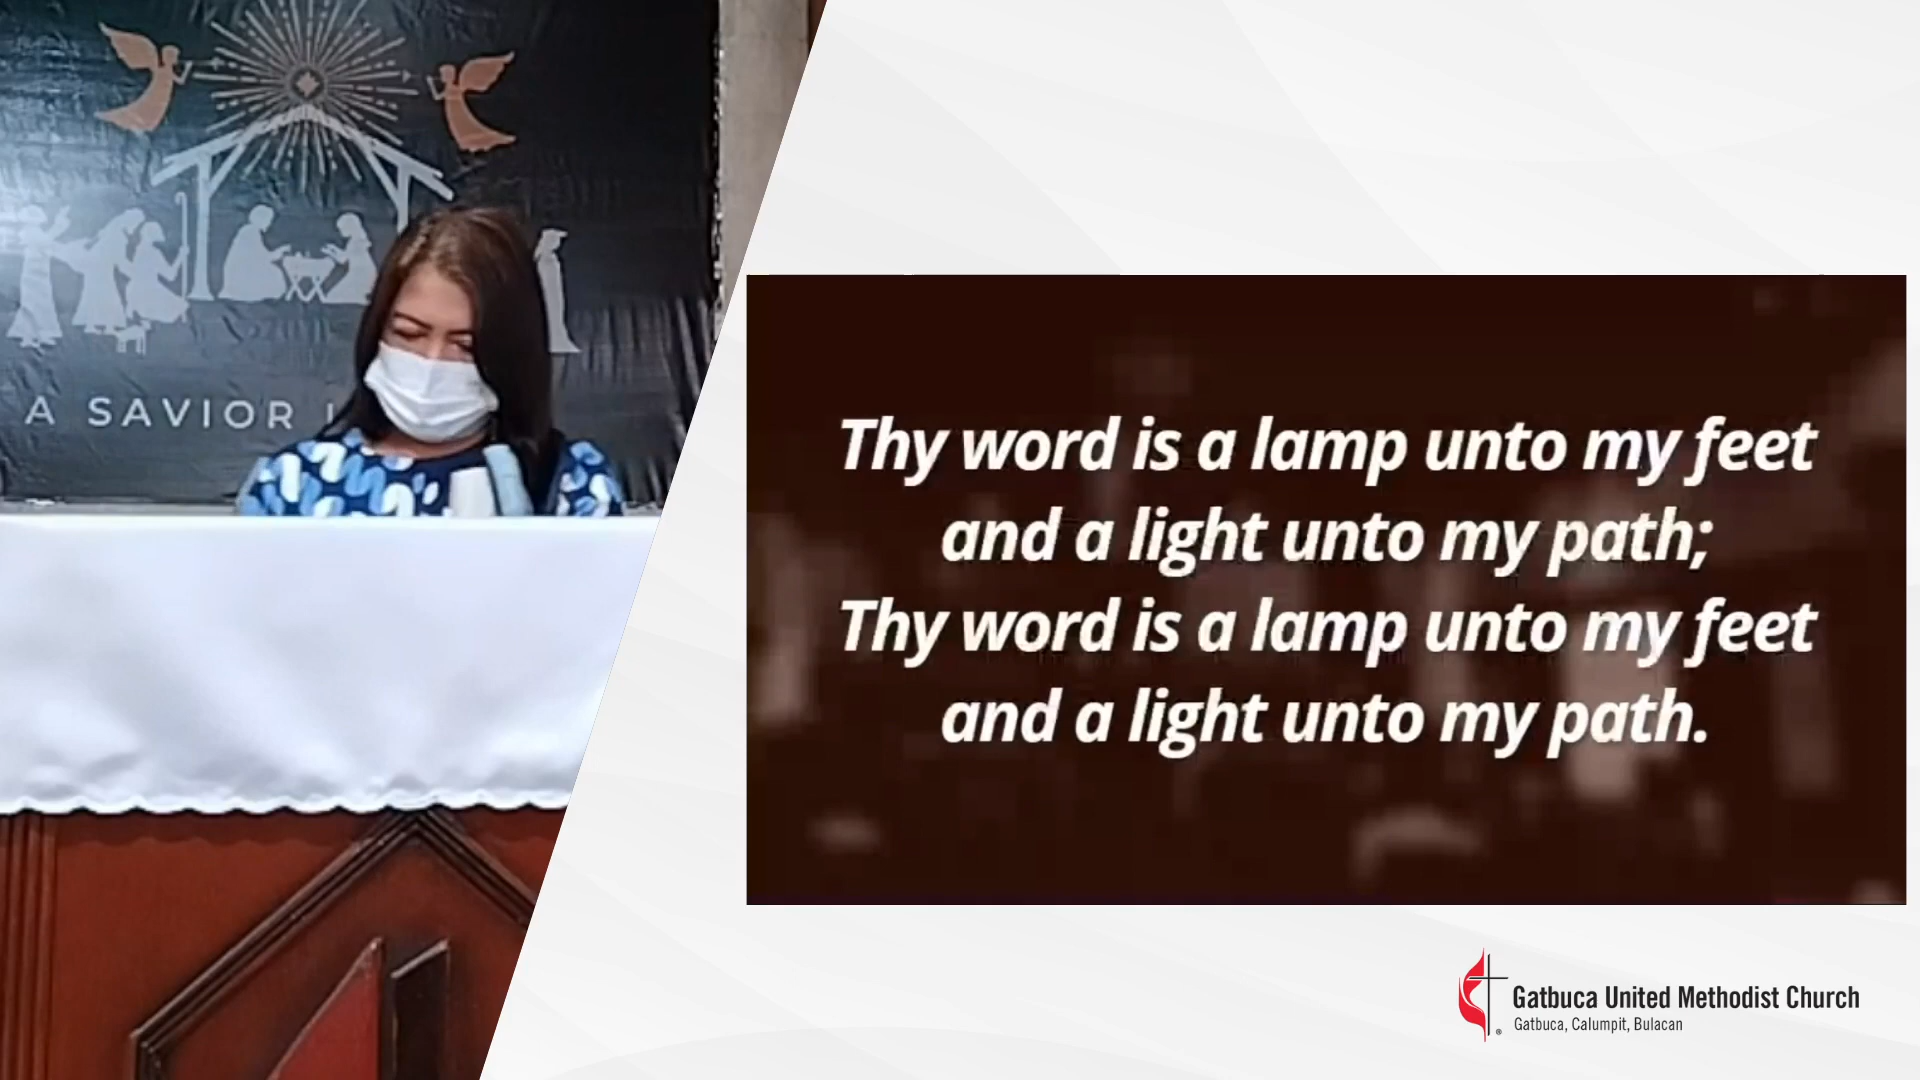 A SAVIOR
Thy word is a lamp unto my feet
and a light unto my path;
Thy word is a lamp unto my feet
and a light unto my path.
Gatbuca United Methodist Church
Gatbuca, Calumpit, Bulacan